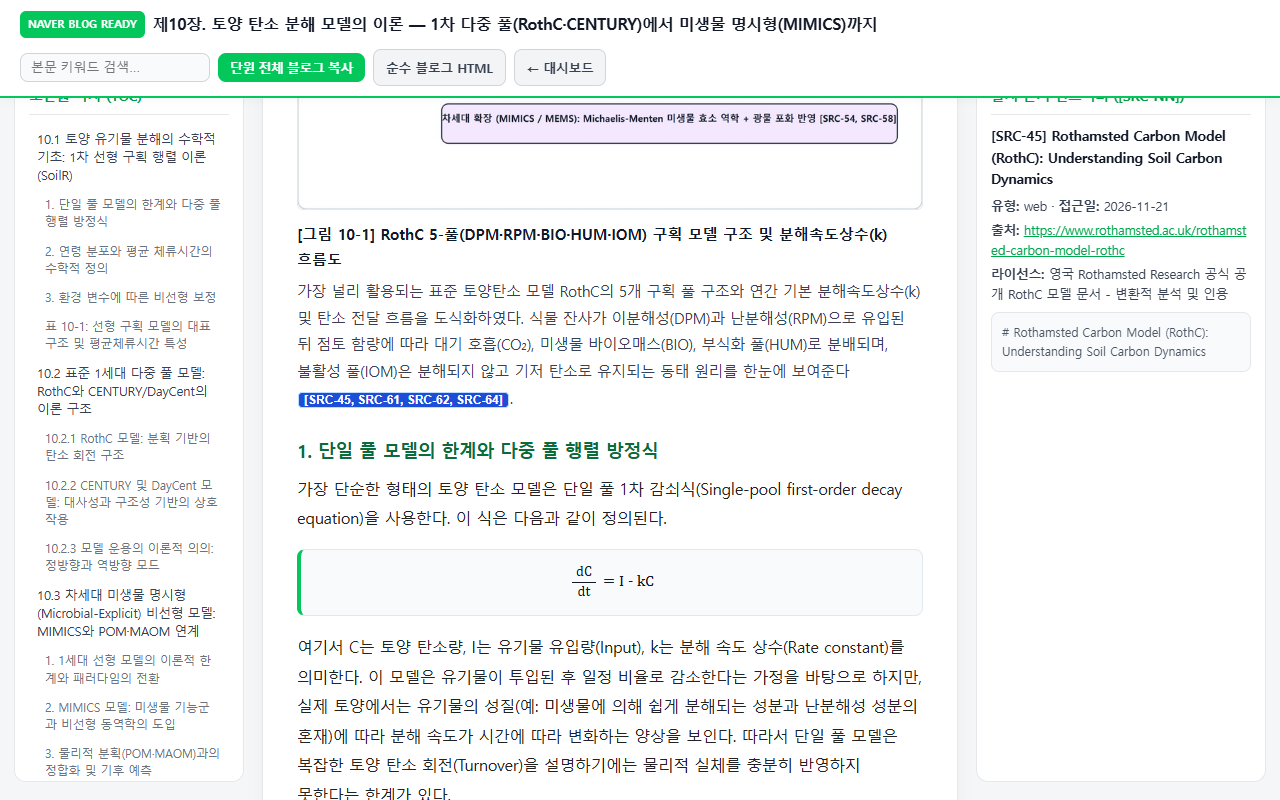 NAVER BLOG READY 제10장. 토양 탄소 분해 모델의 이론 — 1차 다중 풀(RothC·CENTURY)에서 미생물 명시형(MIMICS)까지
본문 키워드 검색...
단원 전체 블로그 복사
순수 블로그 HTML
← 대시보드
10.1 토양 유기물 분해의 수학적
기초: 1차 선형 구획 행렬 이론
(SoilR)
1. 단일 풀 모델의 한계와 다중 풀
행렬 방정식
2. 연령 분포와 평균 체류시간의
수학적 정의
3. 환경 변수에 따른 비선형 보정
표 10-1: 선형 구획 모델의 대표
구조 및 평균체류시간 특성
10.2 표준 1세대 다중 풀 모델:
RothC와 CENTURY/DayCent의
이론 구조
10.2.1 RothC 모델: 분획 기반의
탄소 회전 구조
10.2.2 CENTURY 및 DayCent 모
델: 대사성과 구조성 기반의 상호
작용
10.2.3 모델 운용의 이론적 의의:
정방향과 역방향 모드
10.3 차세대 미생물 명시형
(Microbial-Explicit) 비선형 모델:
MIMICS와 POM·MAOM 연계
1. 1세대 선형 모델의 이론적 한
계와 패러다임의 전환
2. MIMICS 모델: 미생물 기능군
과 비선형 동역학의 도입
3. 물리적 분획(POM·MAOM)과의
정합화 및 기후 예측
차세대 확장 (MIMICS / MEMS): Michaelis-Menten 미생물 효소 역학 + 광물 포화 반영 [SRC-54, SRC-58]
[그림 10-1] RothC 5-풀(DPM·RPM·BIO·HUM·IOM) 구획 모델 구조 및 분해속도상수(k)
흐름도
가장 널리 활용되는 표준 토양탄소 모델 RothC의 5개 구획 풀 구조와 연간 기본 분해속도상수(k)
및 탄소 전달 흐름을 도식화하였다. 식물 잔사가 이분해성(DPM)과 난분해성(RPM)으로 유입된
뒤 점토 함량에 따라 대기 호흡(CO₂), 미생물 바이오매스(BIO), 부식화 풀(HUM)로 분배되며,
불활성 풀(IOM)은 분해되지 않고 기저 탄소로 유지되는 동태 원리를 한눈에 보여준다
[SRC-45, SRC-61, SRC-62, SRC-64].
1. 단일 풀 모델의 한계와 다중 풀 행렬 방정식
가장 단순한 형태의 토양 탄소 모델은 단일 풀 1차 감쇠식(Single-pool first-order decay
equation)을 사용한다. 이 식은 다음과 같이 정의된다.
dC
dt
= I - kC
여기서 C는 토양 탄소량, I는 유기물 유입량(Input), k는 분해 속도 상수(Rate constant)를
의미한다. 이 모델은 유기물이 투입된 후 일정 비율로 감소한다는 가정을 바탕으로 하지만,
실제 토양에서는 유기물의 성질(예: 미생물에 의해 쉽게 분해되는 성분과 난분해성 성분의
혼재)에 따라 분해 속도가 시간에 따라 변화하는 양상을 보인다. 따라서 단일 풀 모델은
복잡한 토양 탄소 회전(Turnover)을 설명하기에는 물리적 실체를 충분히 반영하지
못한다는 한계가 있다.
[SRC-45] Rothamsted Carbon Model
(RothC): Understanding Soil Carbon
Dynamics
유형: web · 접근일: 2026-11-21
출처: https://www.rothamsted.ac.uk/rothamst
ed-carbon-model-rothc
라이선스: 영국 Rothamsted Research 공식 공
개 RothC 모델 문서 - 변환적 분석 및 인용
# Rothamsted Carbon Model (RothC):
Understanding Soil Carbon Dynamics